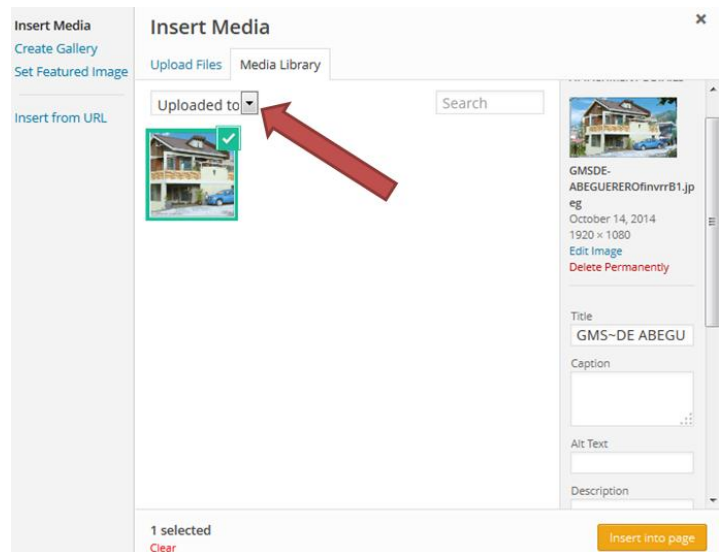 Insert Media
Create Gallery
Set Featured Image
Insert from URL
Insert Media
Upload Files
Media Library
Uploaded to
Search
GMSDE-
ABEGUEREROfinvrrB1.jp
eg
October 14, 2014
1920 × 1080
Edit Image
Delete Permanently
Title
GMS~DE ABEGU
Caption
Alt Text
Description
1 selected
Clear
Insert into page